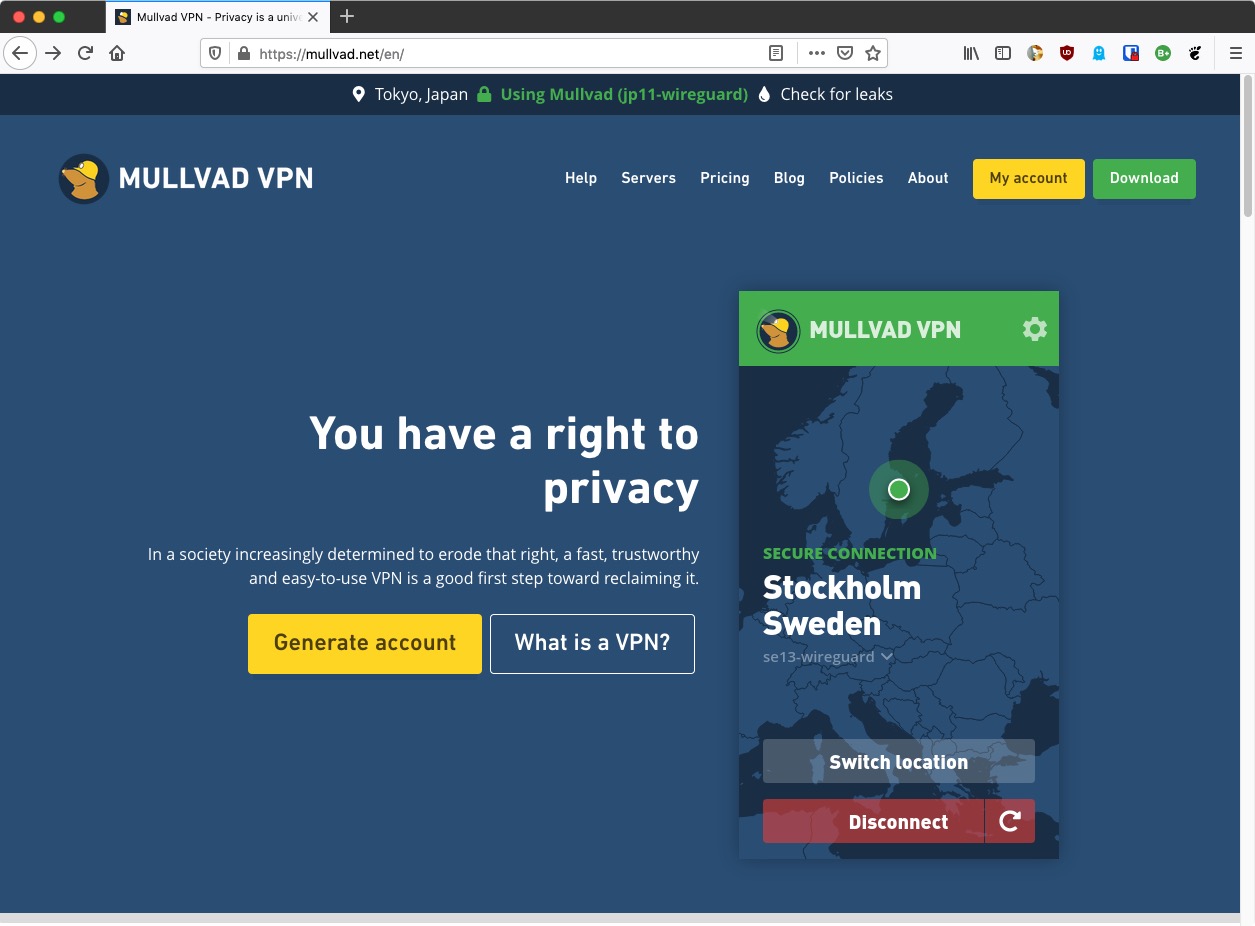 Mullvad VPN - Privacy is a univ
https://mullvad.net/en/
Tokyo, Japan Using Mullvad (jp11-wireguard) Check for leaks
MULLVAD VPN
Help Servers Pricing Blog Policies About My account Download
MULLVAD VPN
You have a right to
privacy
In a society increasingly determined to erode that right, a fast, trustworthy
and easy-to-use VPN is a good first step toward reclaiming it.
Generate account What is a VPN?
SECURE CONNECTION
Stockholm
Sweden
se13-wireguard
Switch location
Disconnect